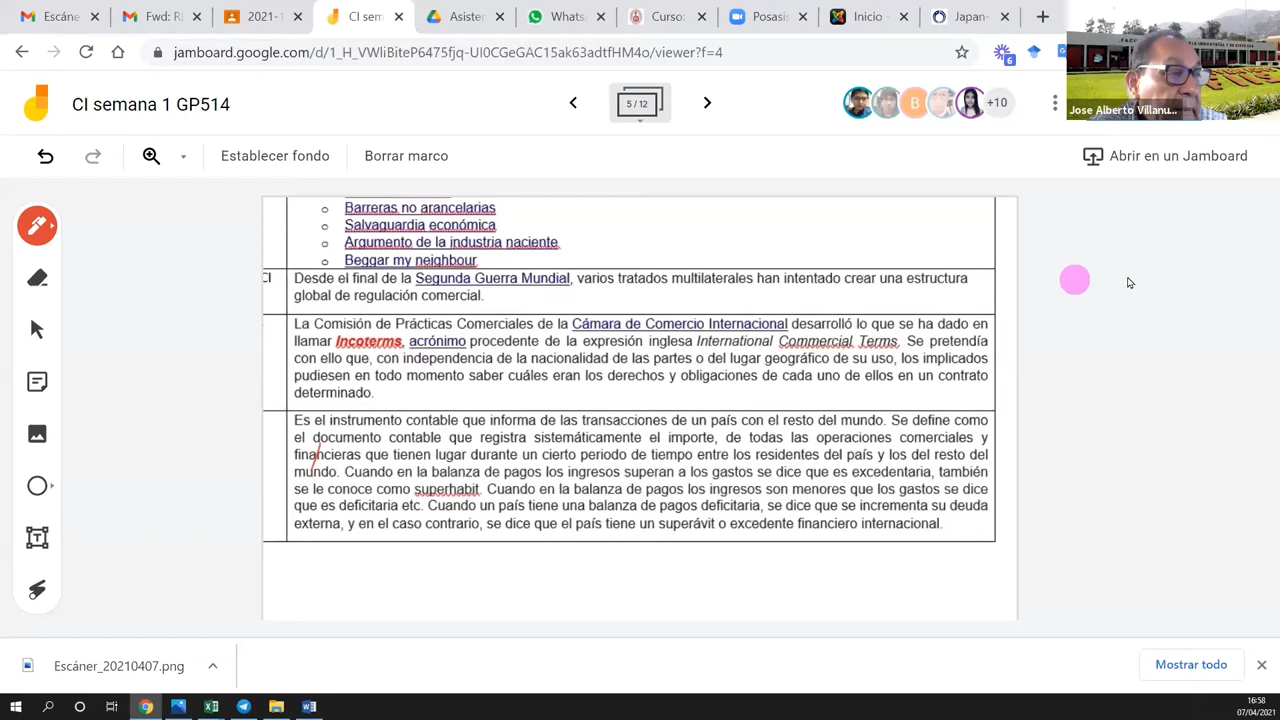 Escáne
Fwd: RE
2021-1
CI sem
Asisten
Whats
Curso:
Posasis
Inicio -
Japan-
jamboard.google.com/d/1_H_VWliBiteP6475fjq-UI0CGeGAC15ak63adtfHM4o/viewer?f=4
6
Jose Alberto Villanu...
CI semana 1 GP514
5 / 12
B
+10
Establecer fondo
Borrar marco
Abrir en un Jamboard
o Barreras no arancelarias
o Salvaguardia económica
o Argumento de la industria naciente
o Beggar my neighbour
CI
Desde el final de la Segunda Guerra Mundial, varios tratados multilaterales han intentado crear una estructura
global de regulación comercial.
La Comisión de Prácticas Comerciales de la Cámara de Comercio Internacional desarrolló lo que se ha dado en
llamar Incoterms, acrónimo procedente de la expresión inglesa International Commercial Terms. Se pretendía
con ello que, con independencia de la nacionalidad de las partes o del lugar geográfico de su uso, los implicados
pudiesen en todo momento saber cuáles eran los derechos y obligaciones de cada uno de ellos en un contrato
determinado.
Es el instrumento contable que informa de las transacciones de un país con el resto del mundo. Se define como
el documento contable que registra sistemáticamente el importe, de todas las operaciones comerciales y
financieras que tienen lugar durante un cierto periodo de tiempo entre los residentes del país y los del resto del
mundo. Cuando en la balanza de pagos los ingresos superan a los gastos se dice que es excedentaria, también
se le conoce como superhabit. Cuando en la balanza de pagos los ingresos son menores que los gastos se dice
que es deficitaria etc. Cuando un país tiene una balanza de pagos deficitaria, se dice que se incrementa su deuda
externa, y en el caso contrario, se dice que el país tiene un superávit o excedente financiero internacional.
Escáner_20210407.png
Mostrar todo
16:58
07/04/2021